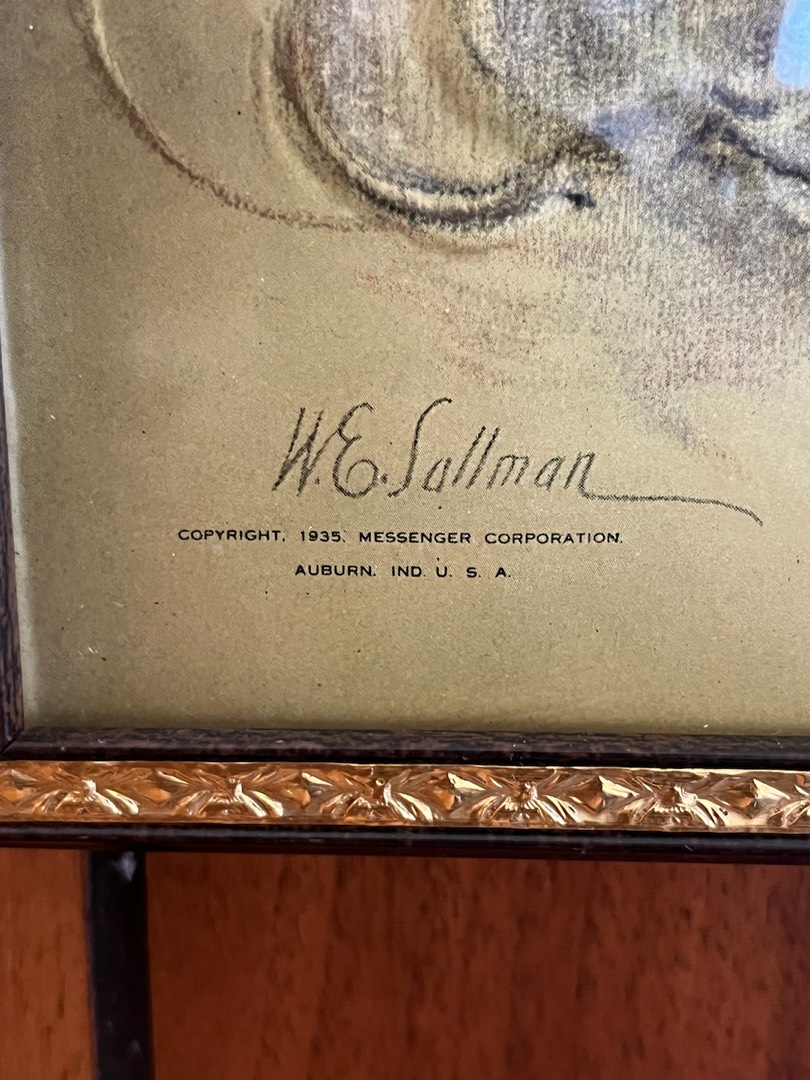 W.E. Sallman
COPYRIGHT, 1935, MESSENGER CORPORATION.
AUBURN. IND. U. S. A.